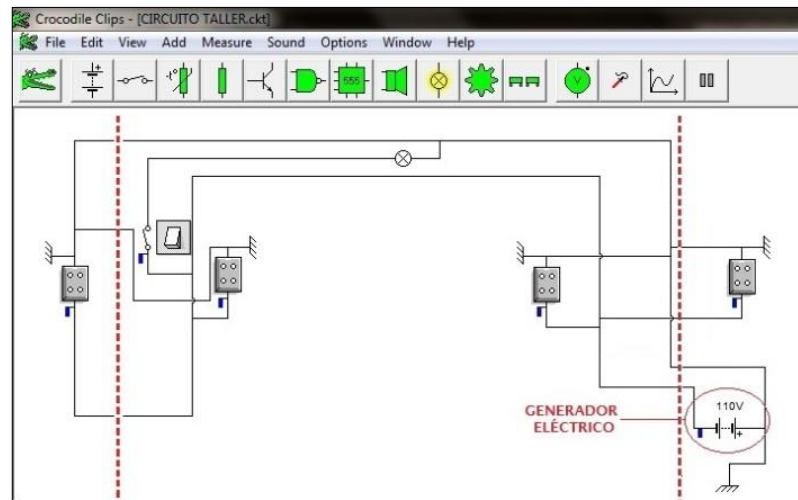 Crocodile Clips - [CIRCUITO TALLER.ckt]
File Edit View Add Measure Sound Options Window Help
555
V
110V
GENERADOR
ELÉCTRICO